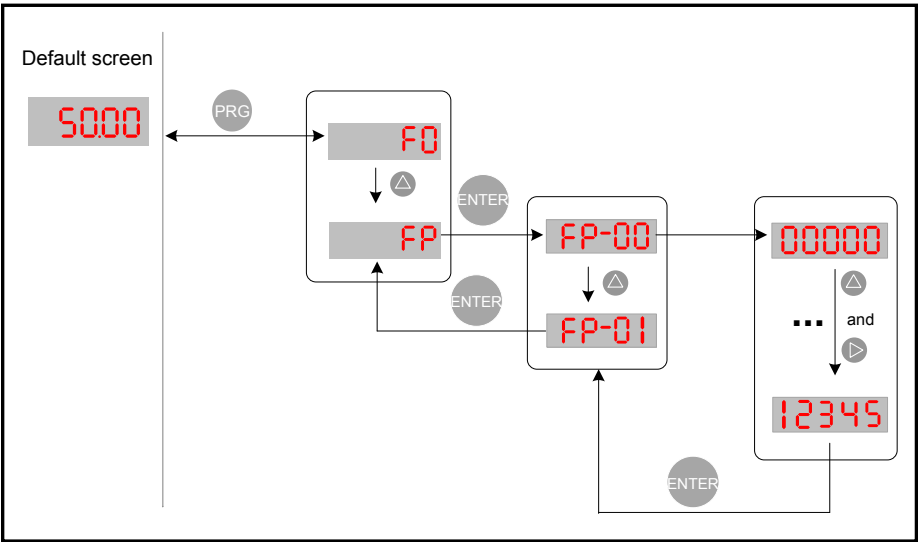 Default screen
50.00
PRG
F0
FP
ENTER
ENTER
FP-00
FP-01
00000
... and
12345
ENTER